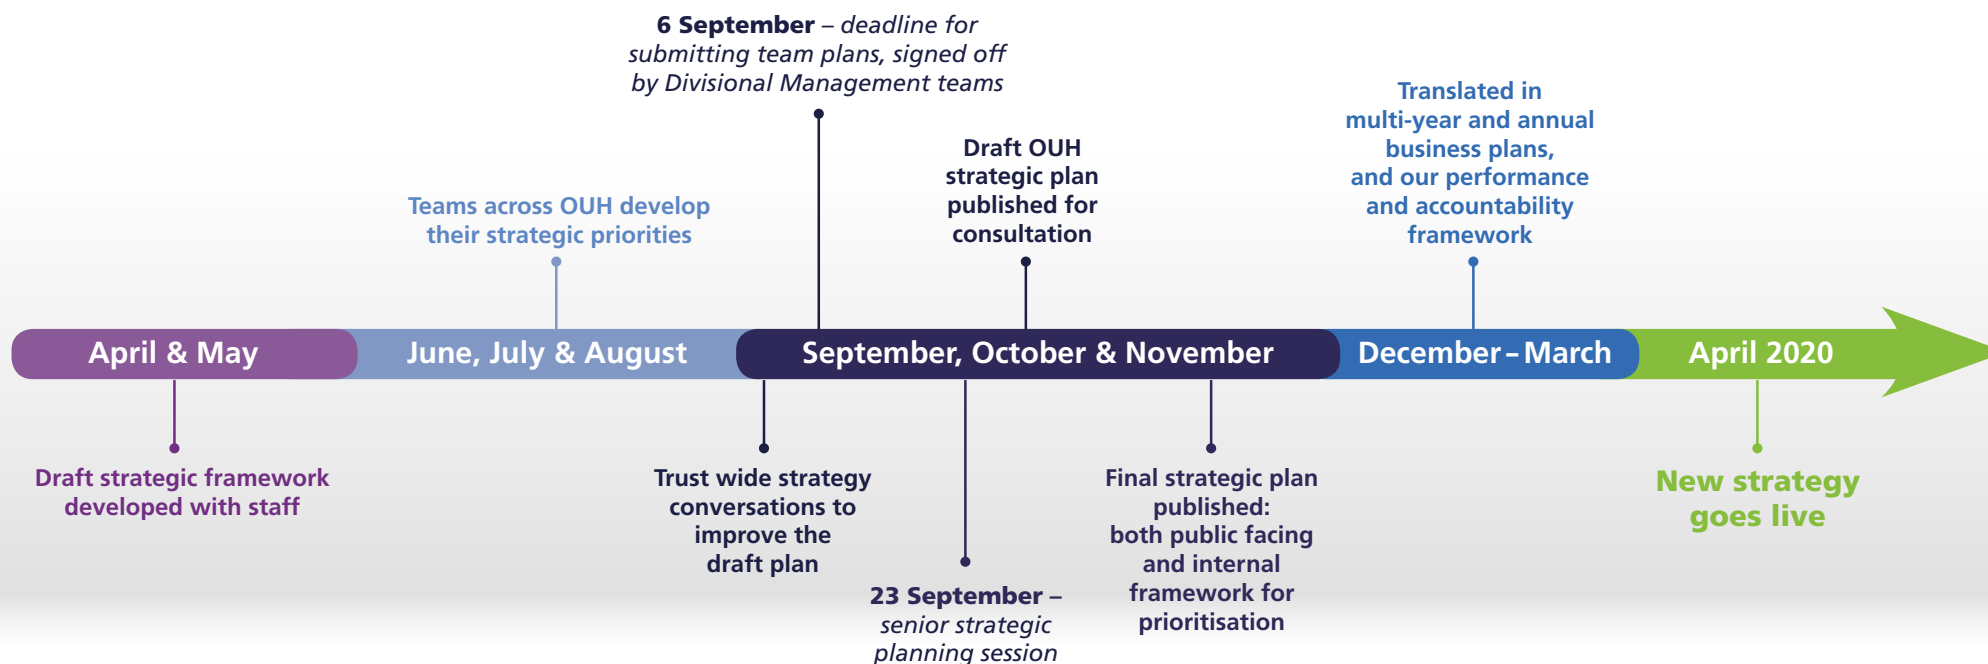 6 September – deadline for
submitting team plans, signed off
by Divisional Management teams
Translated in
multi-year and annual
business plans,
and our performance
and accountability
framework
Draft OUH
strategic plan
published for
consultation
Teams across OUH develop
their strategic priorities
April & May
June, July & August
September, October & November
December – March
April 2020
Draft strategic framework
developed with staff
Trust wide strategy
conversations to
improve the
draft plan
23 September –
senior strategic
planning session
Final strategic plan
published:
both public facing
and internal
framework for
prioritisation
New strategy
goes live